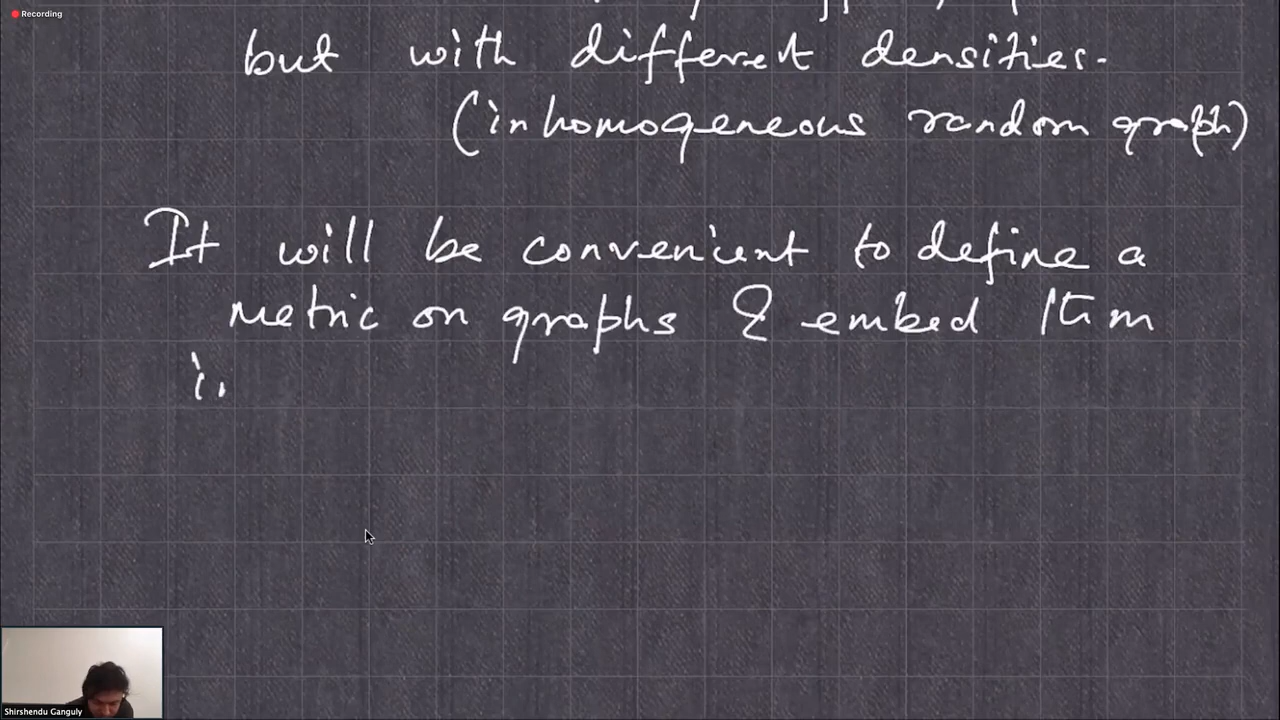 Recording
but with different densities.
(inhomogeneous random graph)
It will be convenient to define a
metric on graphs & embed them
Shirshendu Ganguly